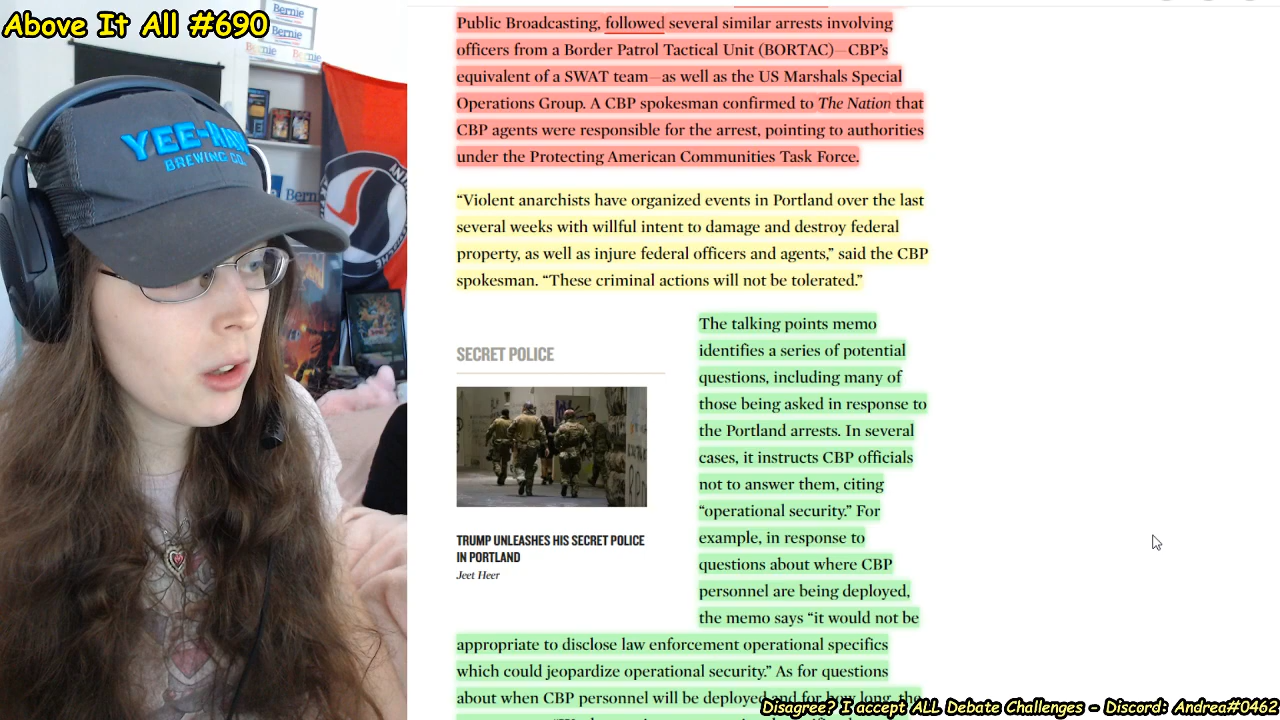 Above It All #690
Bernie
Bernie
Bernie
YEE-HAW
BREWING CO.
Bernie
Public Broadcasting, followed several similar arrests involving
officers from a Border Patrol Tactical Unit (BORTAC)—CBP’s
equivalent of a SWAT team—as well as the US Marshals Special
Operations Group. A CBP spokesman confirmed to The Nation that
CBP agents were responsible for the arrest, pointing to authorities
under the Protecting American Communities Task Force.
“Violent anarchists have organized events in Portland over the last
several weeks with willful intent to damage and destroy federal
property, as well as injure federal officers and agents,” said the CBP
spokesman. “These criminal actions will not be tolerated.”
SECRET POLICE
TRUMP UNLEASHES HIS SECRET POLICE
IN PORTLAND
Jeet Heer
The talking points memo
identifies a series of potential
questions, including many of
those being asked in response to
the Portland arrests. In several
cases, it instructs CBP officials
not to answer them, citing
“operational security.” For
example, in response to
questions about where CBP
personnel are being deployed,
the memo says “it would not be
appropriate to disclose law enforcement operational specifics
which could jeopardize operational security.” As for questions
about when CBP personnel will be deployed and for how long, the
Disagree? I accept ALL Debate Challenges - Discord: Andrea#0462